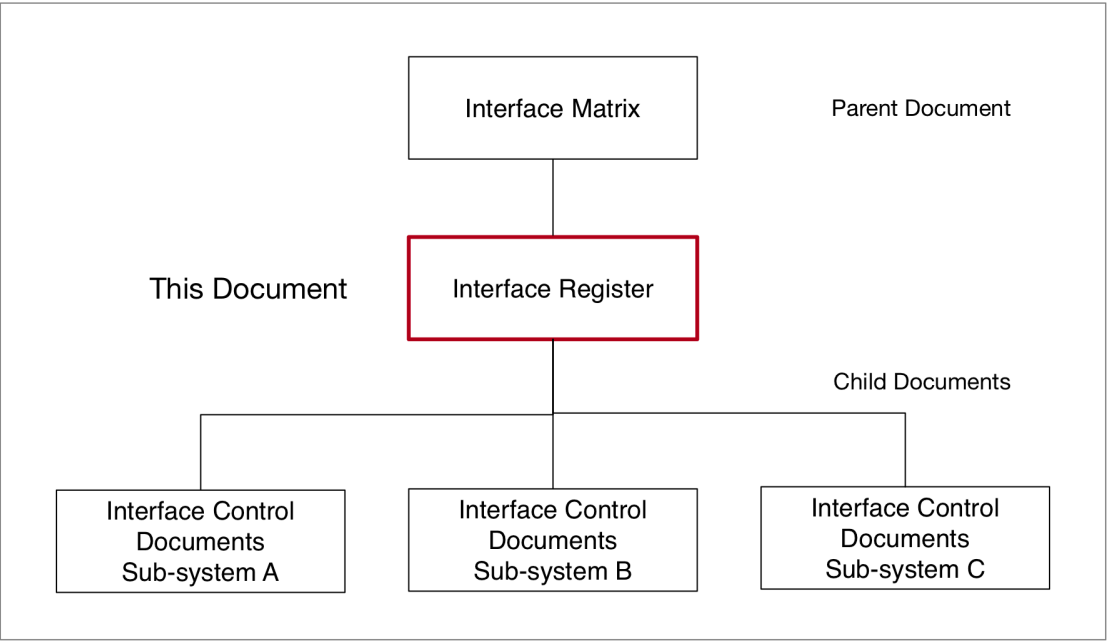 Interface Matrix
Parent Document
This Document
Interface Register
Child Documents
Interface Control
Documents
Sub-system A
Interface Control
Documents
Sub-system B
Interface Control
Documents
Sub-system C